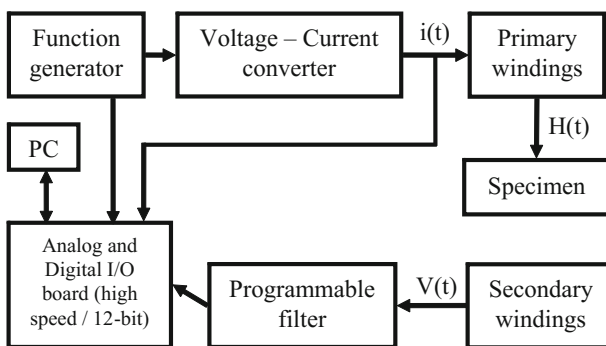 Function
generator
Voltage – Current
converter
i(t)
Primary
windings
H(t)
PC
Specimen
Analog and
Digital I/O
board (high
speed / 12-bit)
Programmable
filter
V(t)
Secondary
windings